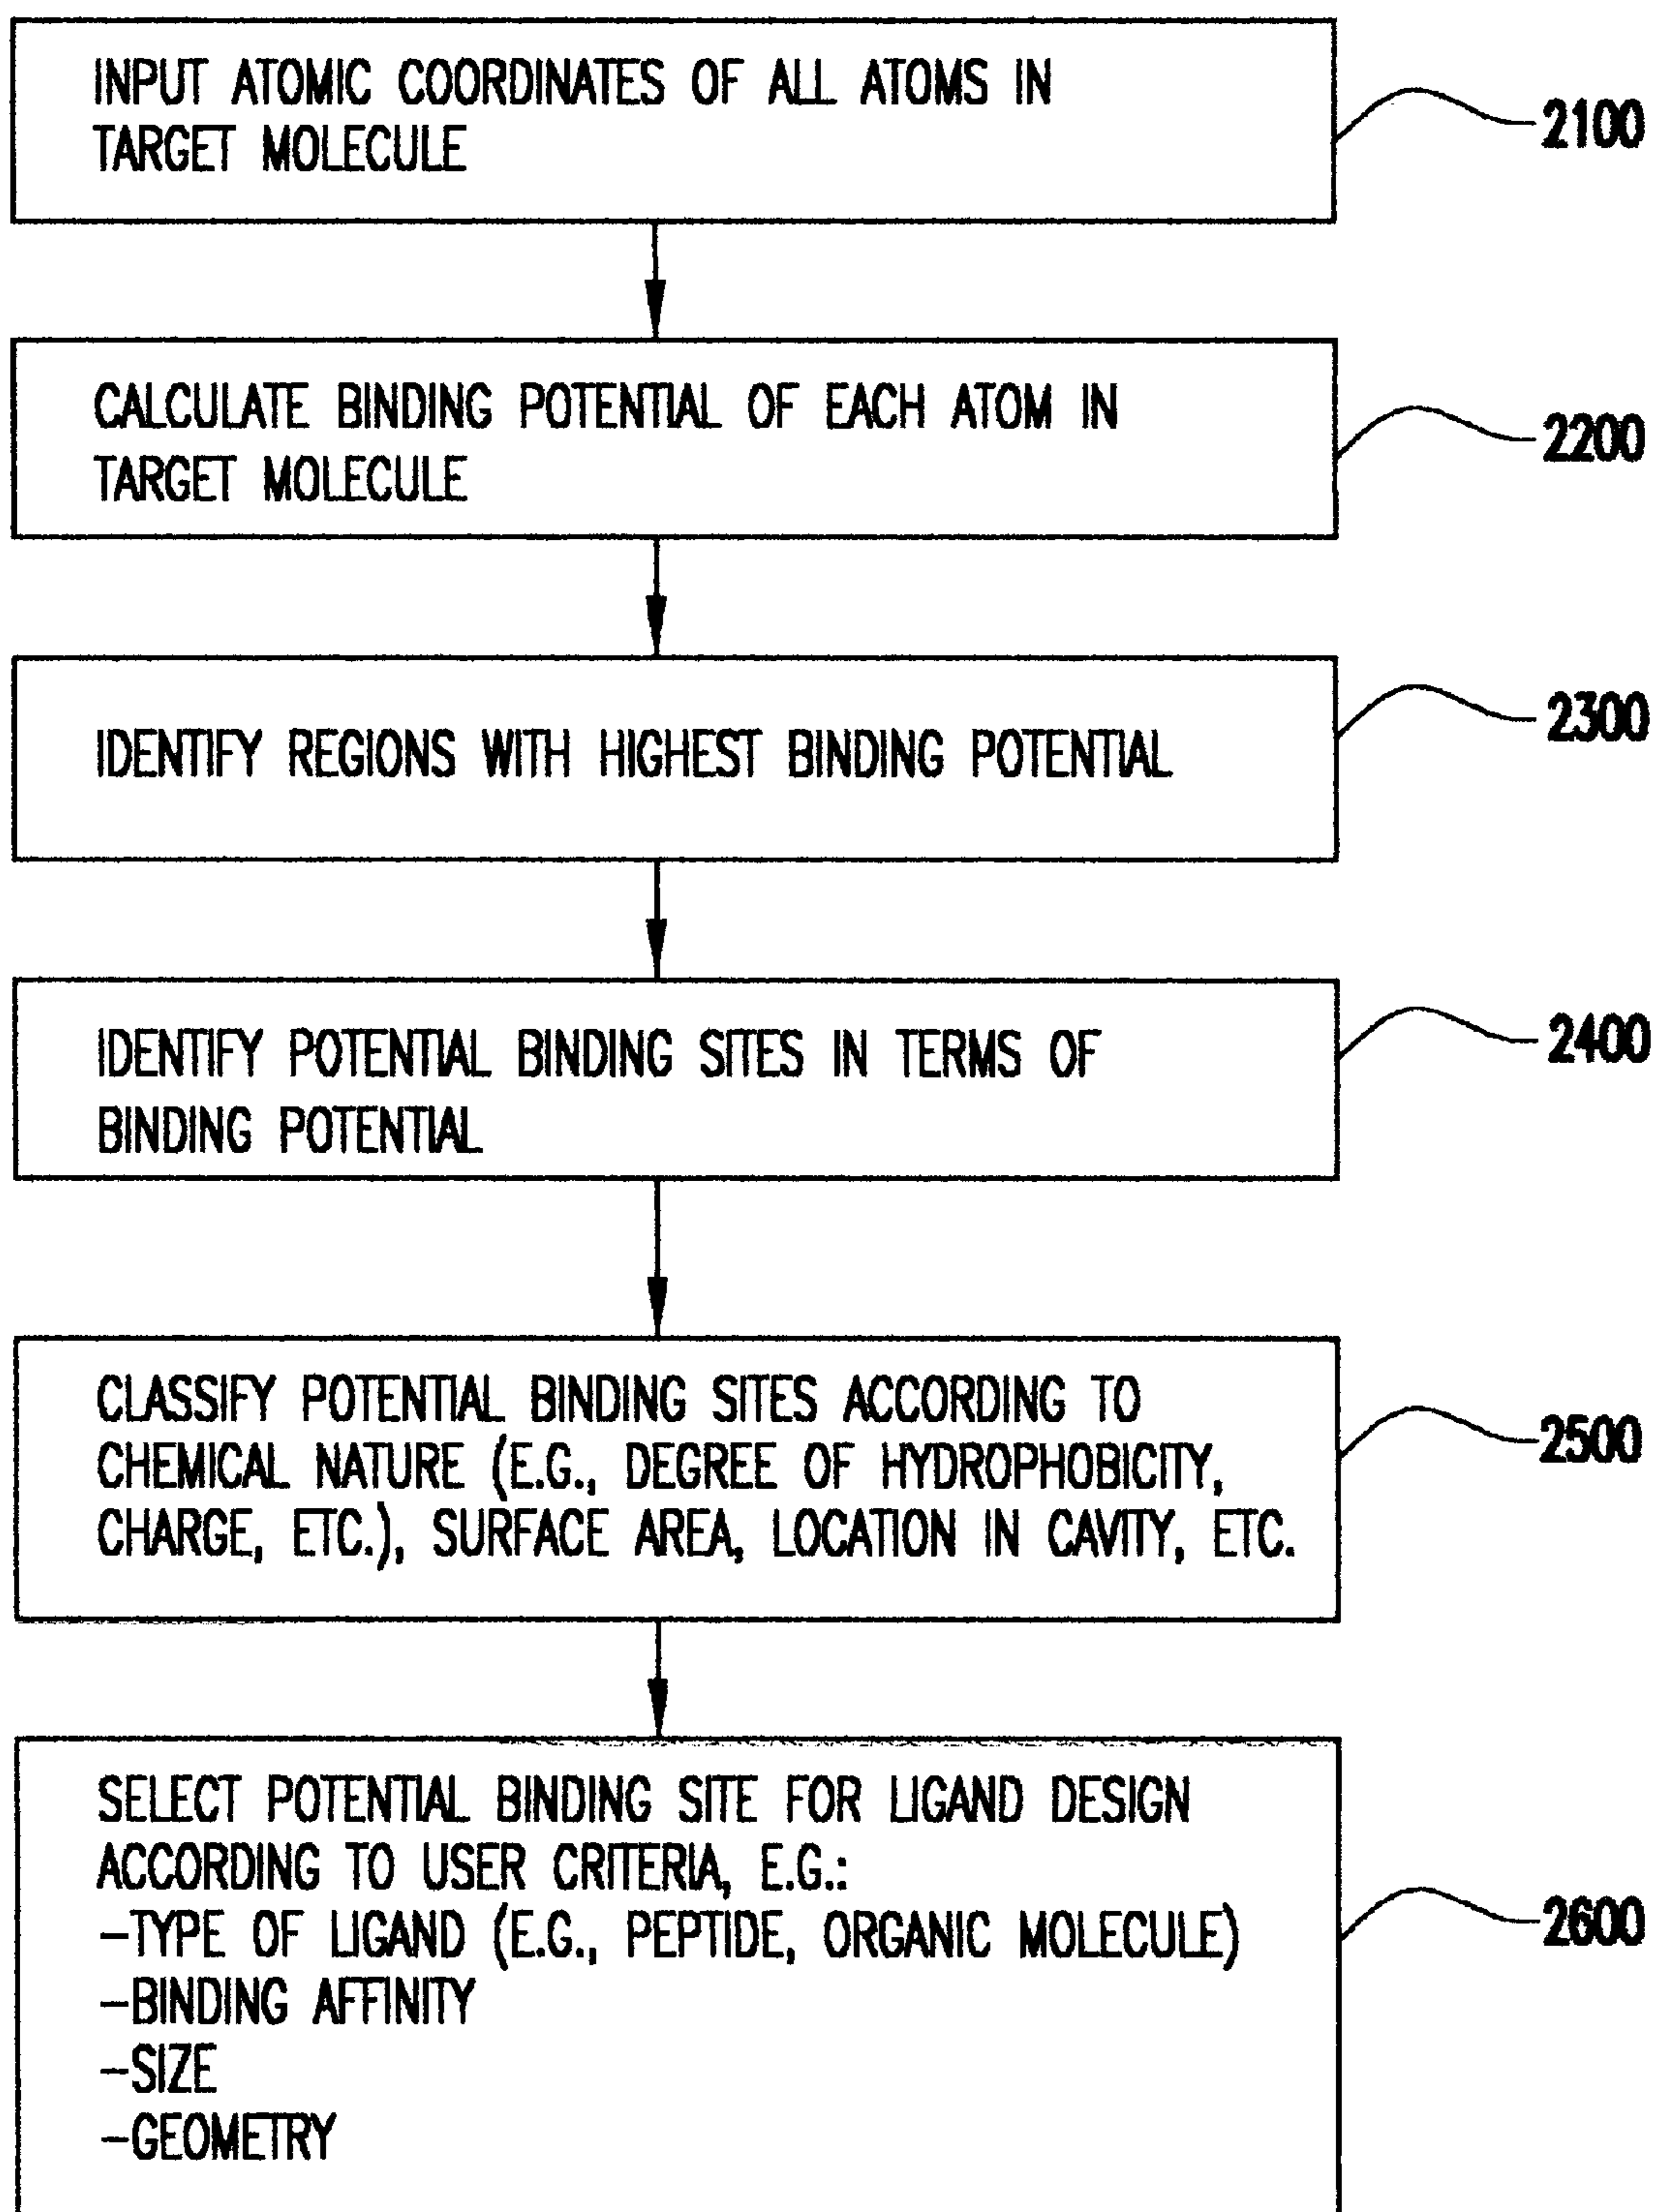 INPUT ATOMIC COORDINATES OF ALL ATOMS IN
TARGET MOLECULE
2100
CALCULATE BINDING POTENTIAL OF EACH ATOM IN
TARGET MOLECULE
2200
IDENTIFY REGIONS WITH HIGHEST BINDING POTENTIAL
2300
IDENTIFY POTENTIAL BINDING SITES IN TERMS OF
BINDING POTENTIAL
2400
CLASSIFY POTENTIAL BINDING SITES ACCORDING TO
CHEMICAL NATURE (E.G., DEGREE OF HYDROPHOBICITY,
CHARGE, ETC.), SURFACE AREA, LOCATION IN CAVITY, ETC.
2500
SELECT POTENTIAL BINDING SITE FOR LIGAND DESIGN
ACCORDING TO USER CRITERIA, E.G.:
-TYPE OF LIGAND (E.G., PEPTIDE, ORGANIC MOLECULE)
-BINDING AFFINITY
-SIZE
-GEOMETRY
2600